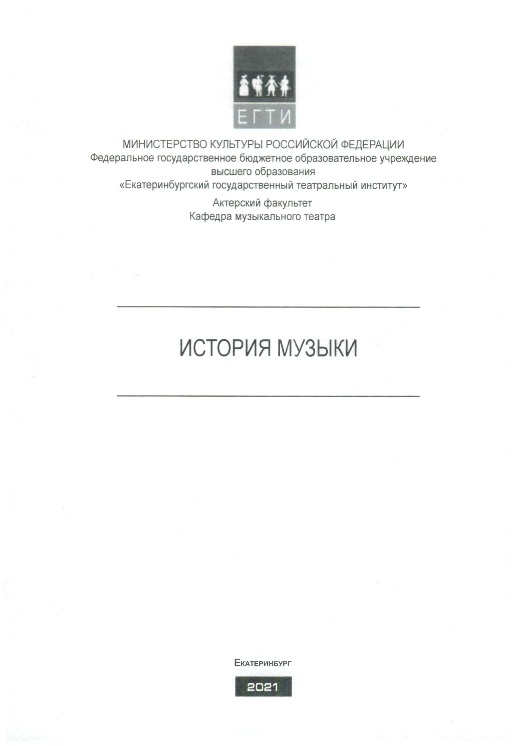 ЕГТИ
МИНИСТЕРСТВО КУЛЬТУРЫ РОССИЙСКОЙ ФЕДЕРАЦИИ
Федеральное государственное бюджетное образовательное учреждение
высшего образования
«Екатеринбургский государственный театральный институт»
Актерский факультет
Кафедра музыкального театра
ИСТОРИЯ МУЗЫКИ
Екатеринбург
2021